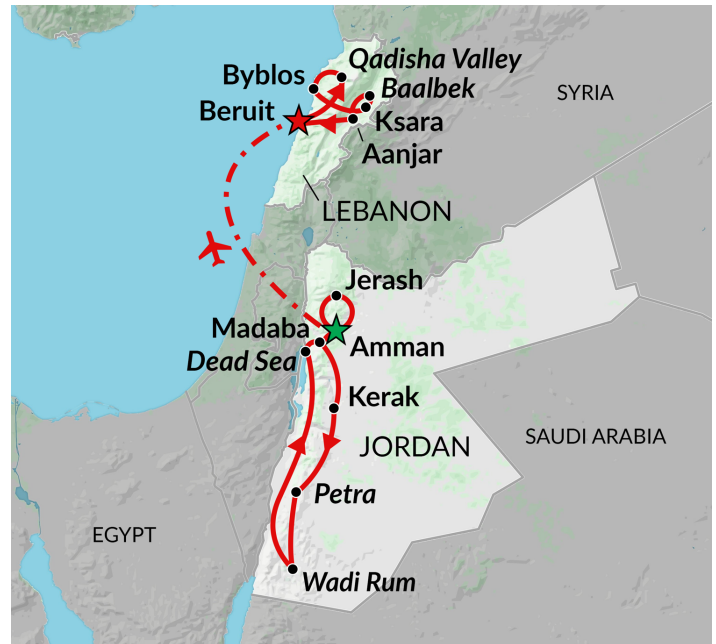 Qadisha Valley
Byblos
Baalbek
SYRIA
Beruit
Ksara
Aanjar
LEBANON
Jerash
Madaba
Amman
Dead Sea
Kerak
JORDAN
SAUDI ARABIA
Petra
EGYPT
Wadi Rum